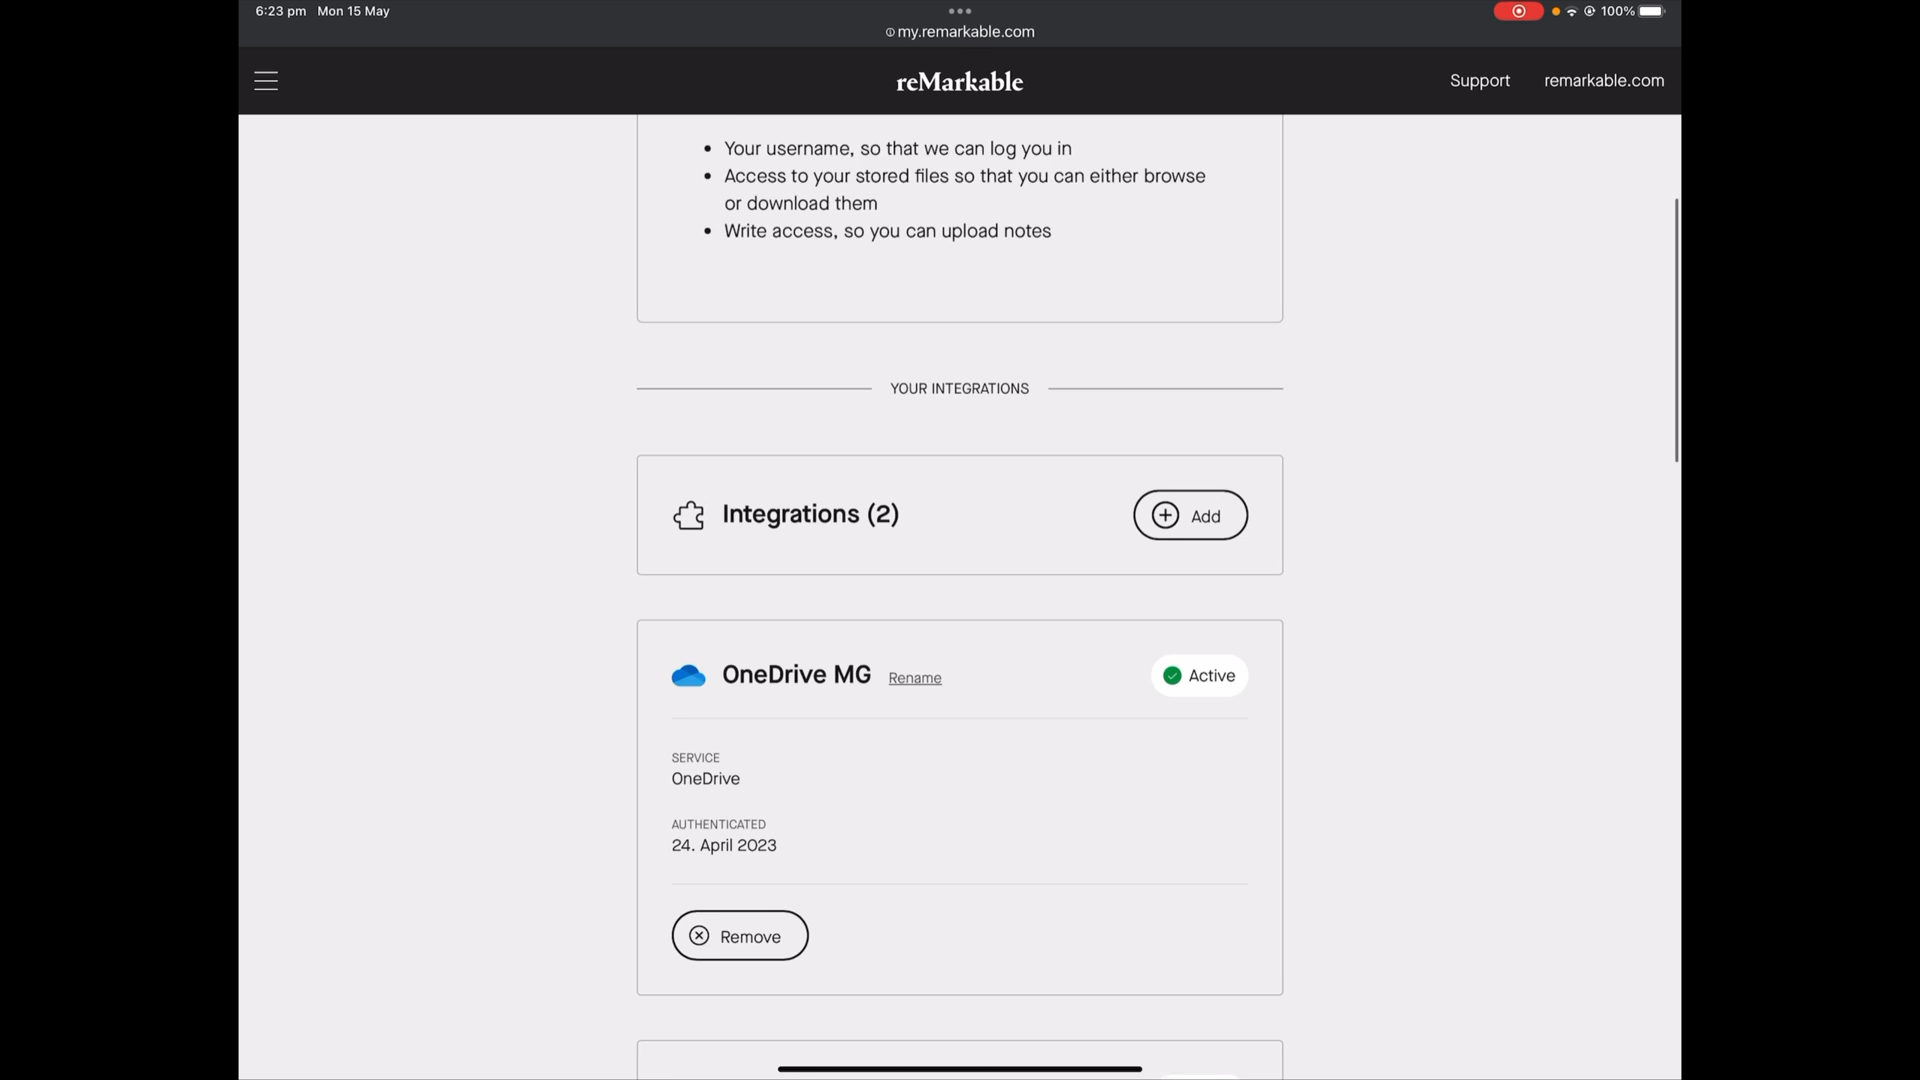 6:23 pm Mon 15 May
100%
my.remarkable.com
reMarkable
Support
remarkable.com
• Your username, so that we can log you in
• Access to your stored files so that you can either browse
or download them
• Write access, so you can upload notes
YOUR INTEGRATIONS
Integrations (2)
Add
OneDrive MG
Rename
Active
SERVICE
OneDrive
AUTHENTICATED
24. April 2023
Remove